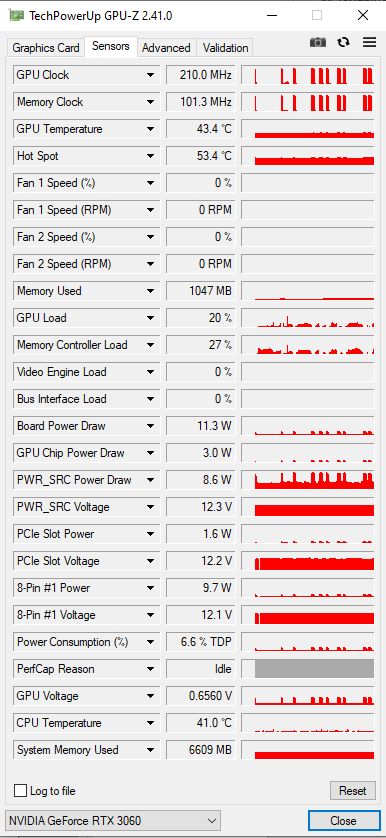 TechPowerUp GPU-Z 2.41.0
Graphics Card Sensors Advanced Validation
GPU Clock 210.0 MHz
Memory Clock 101.3 MHz
GPU Temperature 43.4 °C
Hot Spot 53.4 °C
Fan 1 Speed (%) 0 %
Fan 1 Speed (RPM) 0 RPM
Fan 2 Speed (%) 0 %
Fan 2 Speed (RPM) 0 RPM
Memory Used 1047 MB
GPU Load 20 %
Memory Controller Load 27 %
Video Engine Load 0 %
Bus Interface Load 0 %
Board Power Draw 11.3 W
GPU Chip Power Draw 3.0 W
PWR_SRC Power Draw 8.6 W
PWR_SRC Voltage 12.3 V
PCIe Slot Power 1.6 W
PCIe Slot Voltage 12.2 V
8-Pin #1 Power 9.7 W
8-Pin #1 Voltage 12.1 V
Power Consumption (%) 6.6 % TDP
PerfCap Reason Idle
GPU Voltage 0.6560 V
CPU Temperature 41.0 °C
System Memory Used 6609 MB
Log to file Reset
NVIDIA GeForce RTX 3060 Close